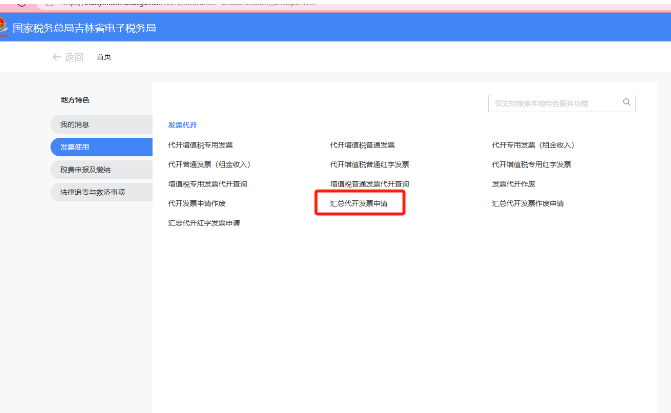 国家税务总局吉林省电子税务局
← 返回 首页
地方特色
仅支持搜索本地特色服务功能
我的消息
发票代开
发票使用
代开增值税专用发票 代开增值税普通发票 代开专用发票（租金收入）
税费申报及缴纳
代开普通发票（租金收入） 代开增值税普通红字发票 代开增值税专用红字发票
法律追责与救济事项
增值税专用发票代开查询 增值税普通发票代开查询 发票代开作废
代开发票申请作废 汇总代开发票申请 汇总代开发票作废申请
汇总代开红字发票申请